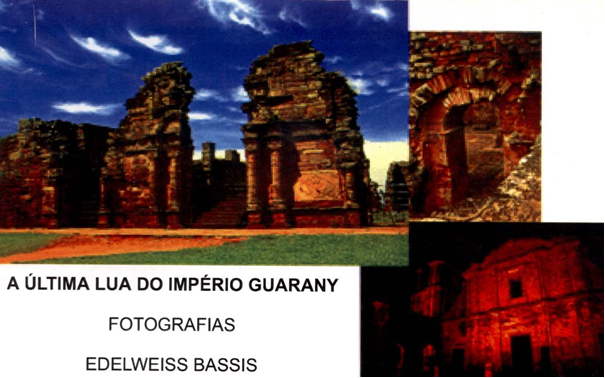 A ÚLTIMA LUA DO IMPÉRIO GUARANY
FOTOGRAFIAS
EDELWEISS BASSIS